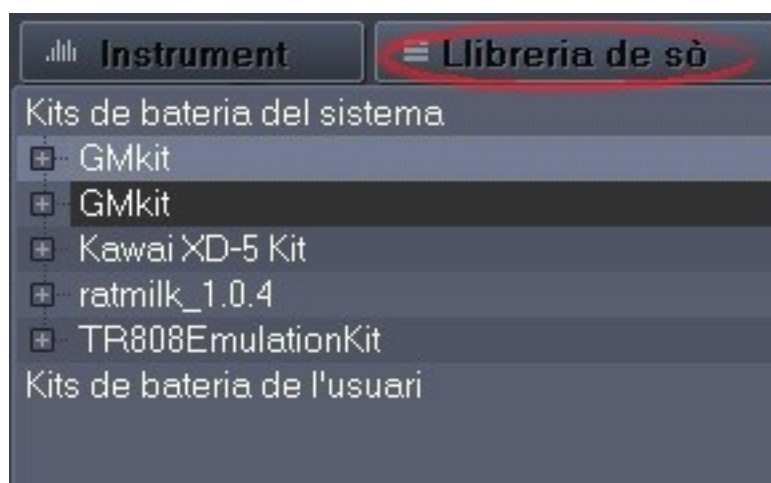 Instrument Llibreria de sò
Kits de bateria del sistema
GMkit
GMkit
Kawai XD-5 Kit
ratmilk_1.0.4
TR808EmulationKit
Kits de bateria de l'usuari